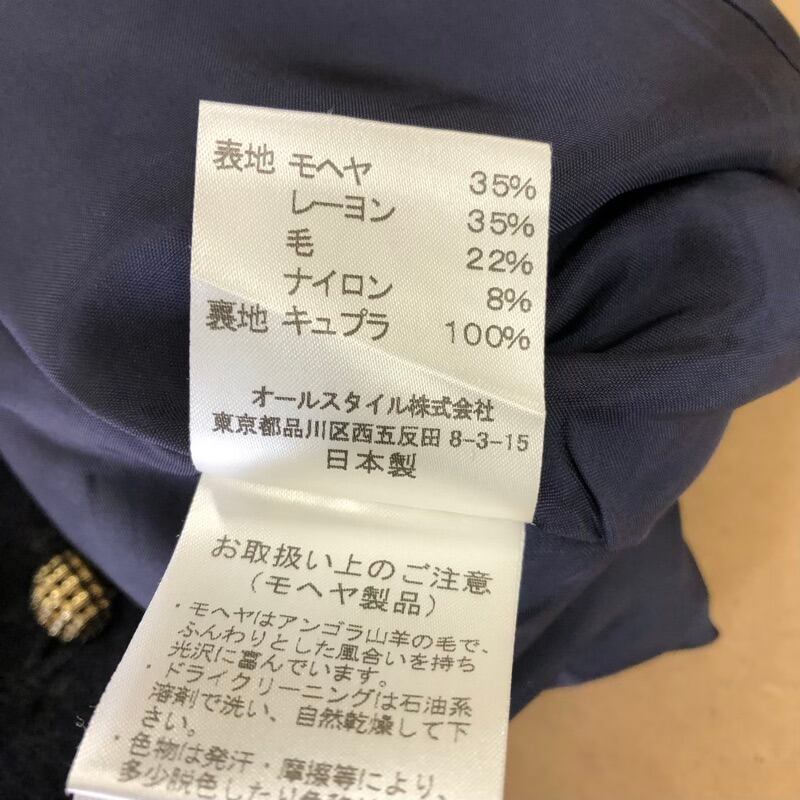 表地 モヘヤ 35%
レーヨン 35%
毛 22%
ナイロン 8%
裏地 キュプラ 100%
オールスタイル株式会社
東京都品川区西五反田 8-3-15
日本製
お取扱い上のご注意
(モヘヤ製品)
・モヘヤはアンゴラ山羊の毛で、
ふんわりとした風合いを持ち
光沢に富んでいます。
・ドライクリーニングは石油系
溶剤で洗い、自然乾燥して下
さい。
・色物は発汗・摩擦等により、
多少脱色したり